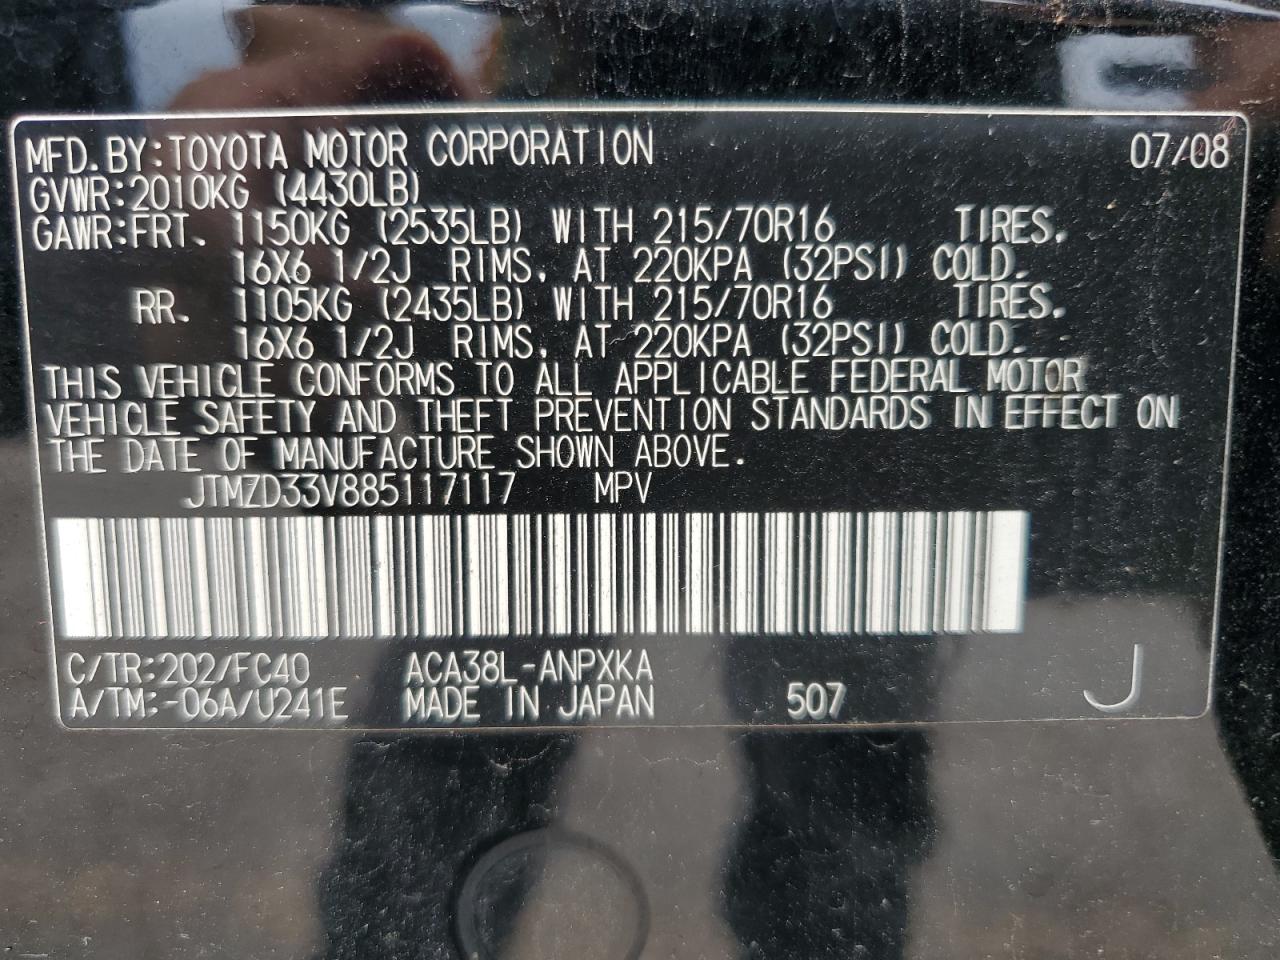 MFD.BY:TOYOTA MOTOR CORPORATION 07/08
GVWR:2010KG (4430LB)
GAWR:FRT. 1150KG (2535LB) WITH 215/70R16 TIRES.
16X6 1/2J RIMS, AT 220KPA (32PSI) COLD.
RR. 1105KG (2435LB) WITH 215/70R16 TIRES.
16X6 1/2J RIMS, AT 220KPA (32PSI) COLD.
THIS VEHICLE CONFORMS TO ALL APPLICABLE FEDERAL MOTOR
VEHICLE SAFETY AND THEFT PREVENTION STANDARDS IN EFFECT ON
THE DATE OF MANUFACTURE SHOWN ABOVE.
JTMZD33V885117117 MPV
C/TR:202/FC40 ACA38L-ANPXKA
A/TM:-06A/U241E MADE IN JAPAN 507 J